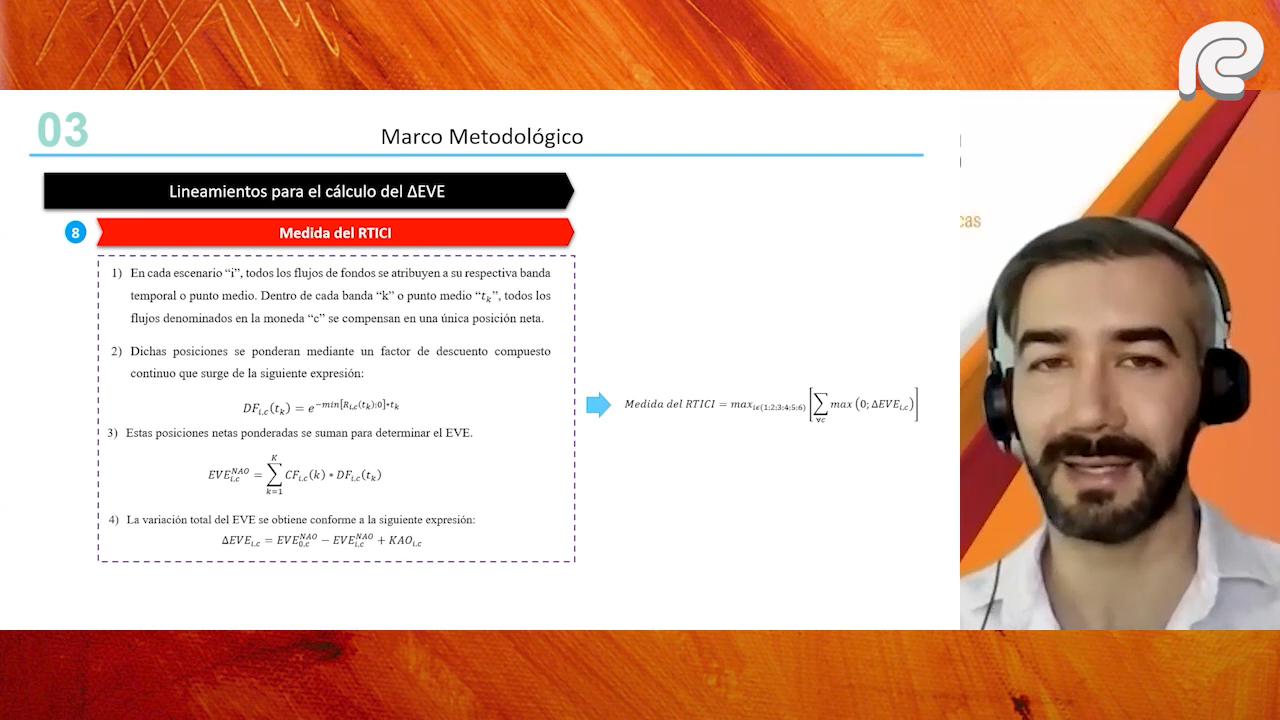 03
Marco Metodológico
Lineamientos para el cálculo del ΔEVE
8
Medida del RTICI
1) En cada escenario “i”, todos los flujos de fondos se atribuyen a su respectiva banda
temporal o punto medio. Dentro de cada banda “k” o punto medio “t_k”, todos los
flujos denominados en la moneda “c” se compensan en una única posición neta.
2) Dichas posiciones se ponderan mediante un factor de descuento compuesto
continuo que surge de la siguiente expresión:
DF_{i,c}(t_k) = e^{-min[R_{i,c}(t_k);0]*t_k}
3) Estas posiciones netas ponderadas se suman para determinar el EVE.
EVE_{i,c}^{NAO} = ∑_{k=1}^{K} CF_{i,c}(k) * DF_{i,c}(t_k)
4) La variación total del EVE se obtiene conforme a la siguiente expresión:
ΔEVE_{i,c} = EVE_{0,c}^{NAO} − EVE_{i,c}^{NAO} + KAO_{i,c}
Medida del RTICI = max_{iϵ(1;2;3;4;5;6)} [∑_{∀c} max (0; ΔEVE_{i,c})]
cas